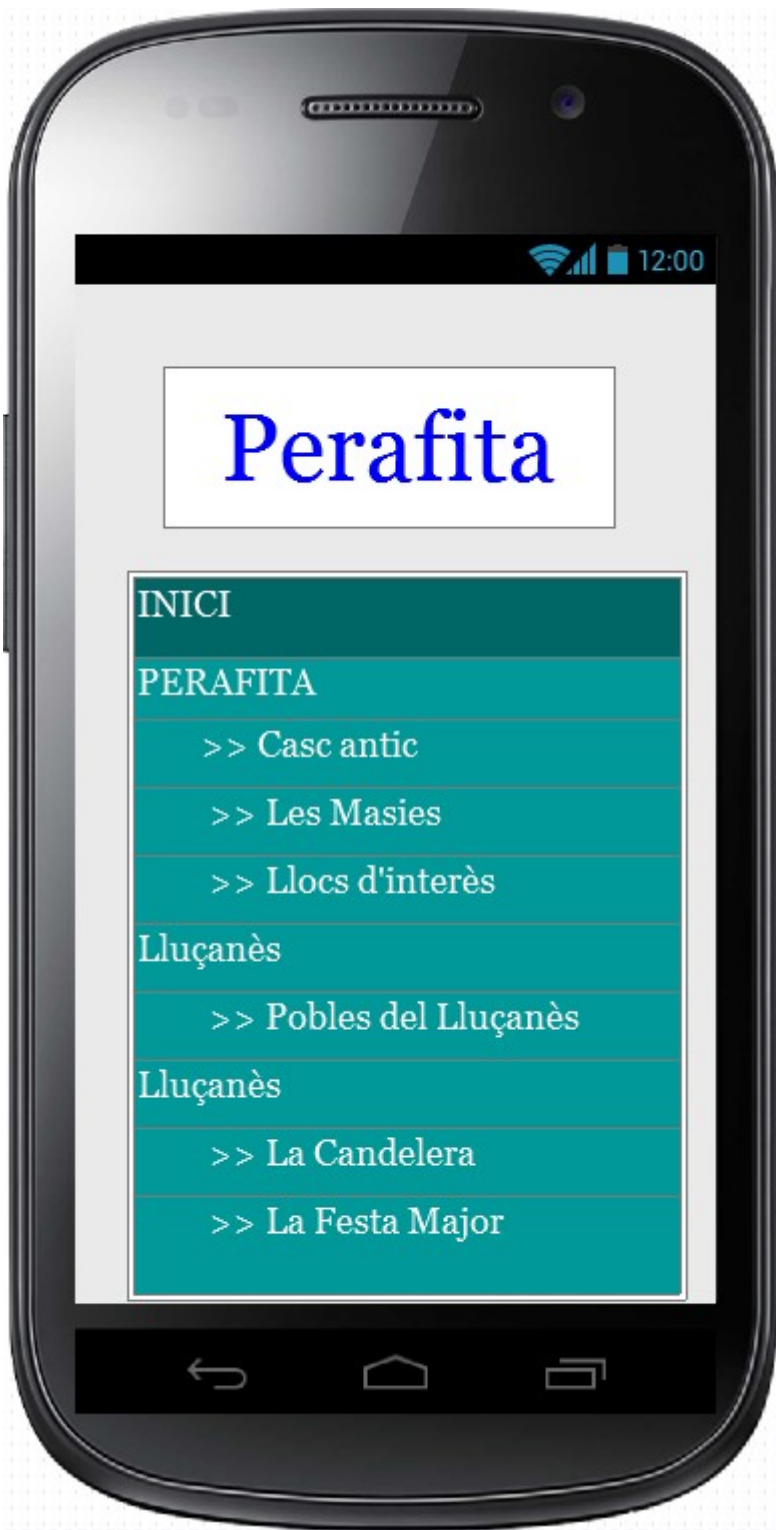 12:00
Perafita
INICI
PERAFITA
>> Casc antic
>> Les Masies
>> Llocs d'interès
Lluçanès
>> Pobles del Lluçanès
Lluçanès
>> La Candelera
>> La Festa Major